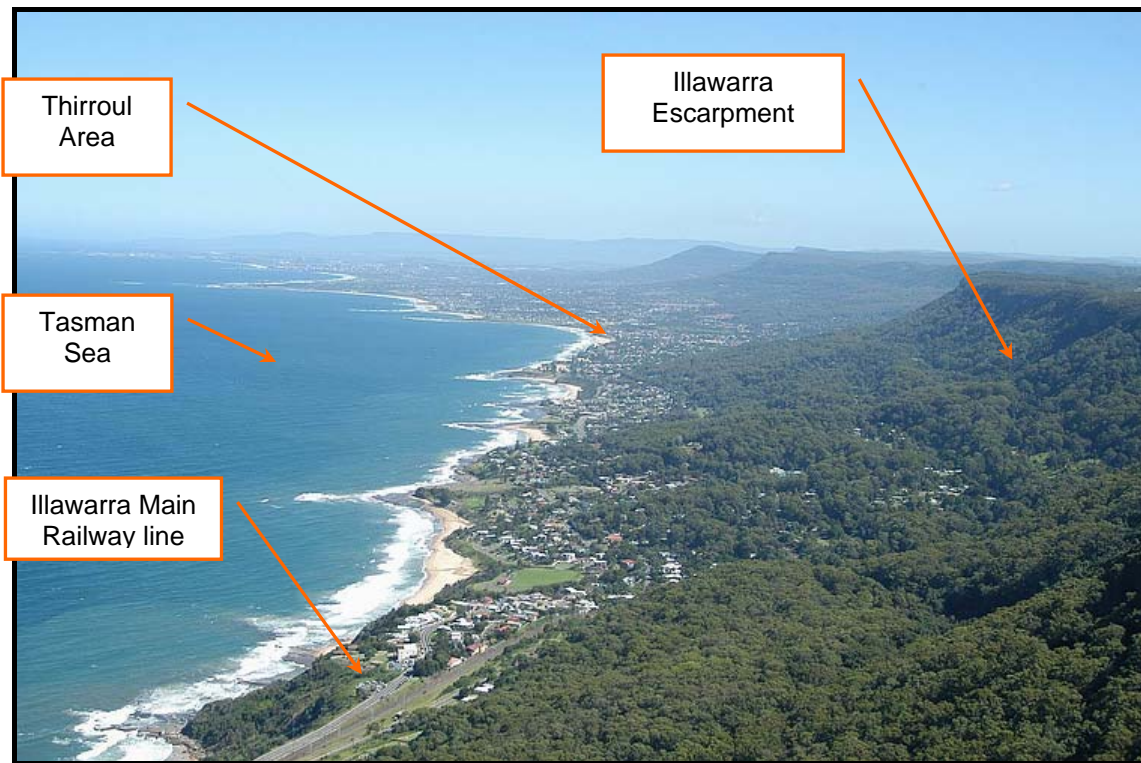 Thirroul
Area
Illawarra
Escarpment
Tasman
Sea
Illawarra Main
Railway line